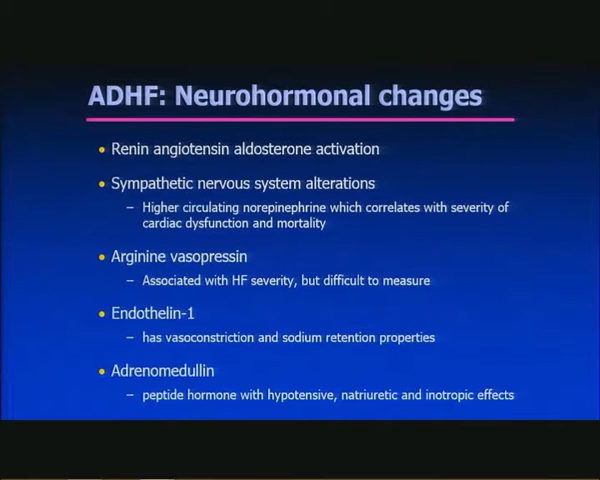 ADHF: Neurohormonal changes
• Renin angiotensin aldosterone activation
• Sympathetic nervous system alterations
– Higher circulating norepinephrine which correlates with severity of
cardiac dysfunction and mortality
• Arginine vasopressin
– Associated with HF severity, but difficult to measure
• Endothelin-1
– has vasoconstriction and sodium retention properties
• Adrenomedullin
– peptide hormone with hypotensive, natriuretic and inotropic effects